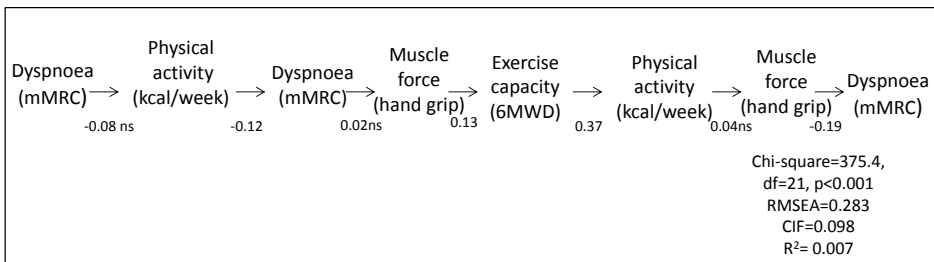 Dyspnoea
(mMRC)
Physical
activity
(kcal/week)
Dyspnoea
(mMRC)
Muscle
force
(hand grip)
Exercise
capacity
(6MWD)
Physical
activity
(kcal/week)
Muscle
force
(hand grip)
Dyspnoea
(mMRC)
-0.08 ns
-0.12
0.02ns
0.13
0.37
0.04ns
-0.19
Chi-square=375.4,
df=21, p<0.001
RMSEA=0.283
CIF=0.098
R²= 0.007